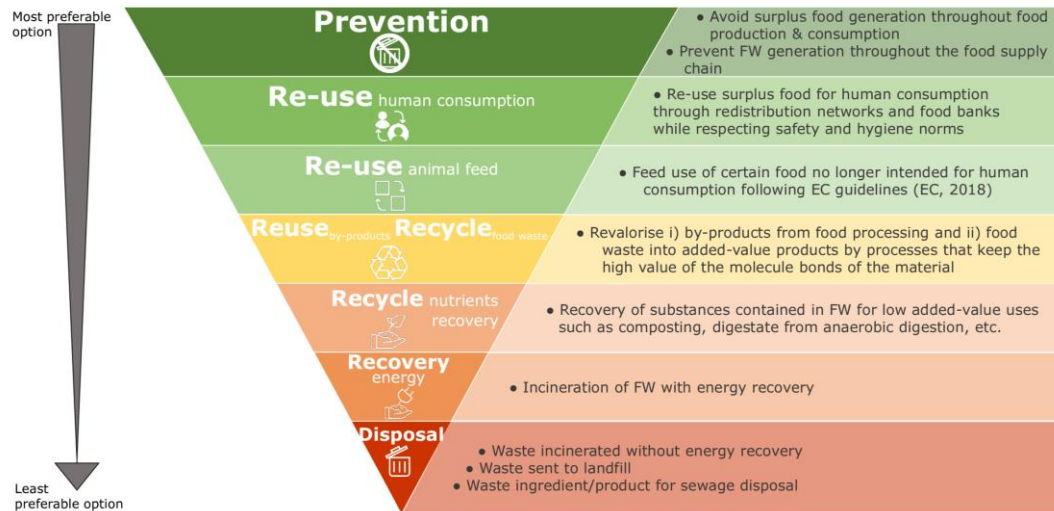 Most preferable
option
Prevention
● Avoid surplus food generation throughout food
production & consumption
● Prevent FW generation throughout the food supply
chain
Re-use human consumption
● Re-use surplus food for human consumption
through redistribution networks and food banks
while respecting safety and hygiene norms
Re-use animal feed
● Feed use of certain food no longer intended for human
consumption following EC guidelines (EC, 2018)
Reuse by-products Recycle food waste
● Revalorise i) by-products from food processing and ii) food
waste into added-value products by processes that keep the
high value of the molecule bonds of the material
Recycle nutrients
recovery
● Recovery of substances contained in FW for low added-value uses
such as composting, digestate from anaerobic digestion, etc.
Recovery
energy
● Incineration of FW with energy recovery
Disposal
● Waste incinerated without energy recovery
● Waste sent to landfill
● Waste ingredient/product for sewage disposal
Least
preferable option